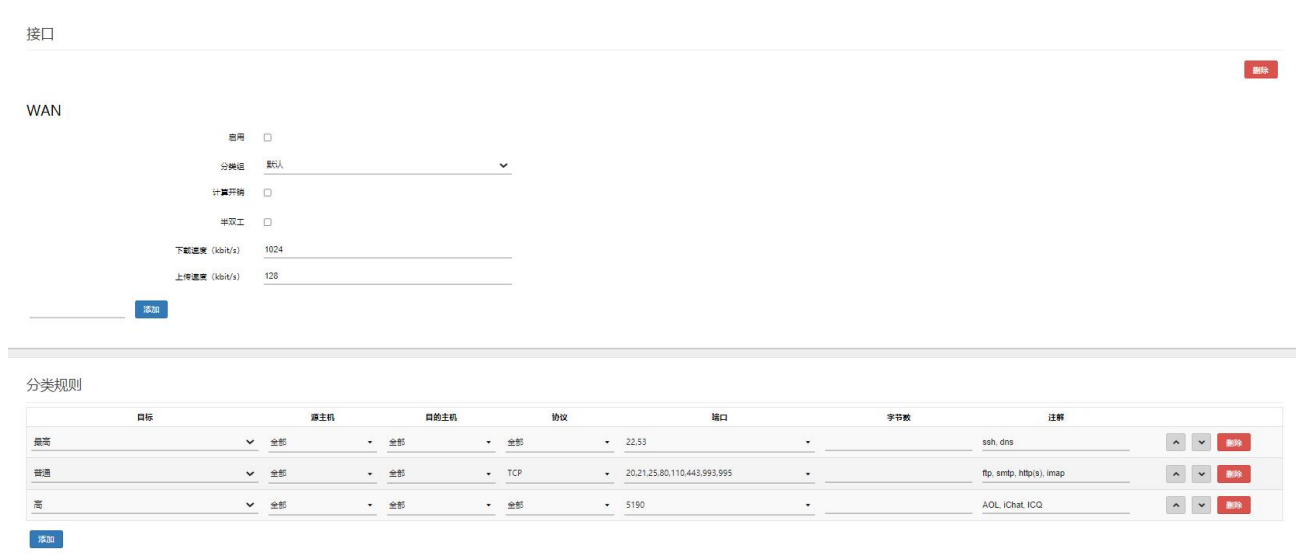 接口
删除
WAN
启用
分类组 默认
计算开销
半双工
下载速度（kbit/s） 1024
上传速度（kbit/s） 128
添加
分类规则
目标 源主机 目的主机 协议 端口 字节数 注解
最高 全部 全部 全部 22,53 ssh, dns 删除
普通 全部 全部 TCP 20,21,25,80,110,443,993,995 ftp, smtp, http(s), imap 删除
高 全部 全部 全部 5190 AOL, iChat, ICQ 删除
添加